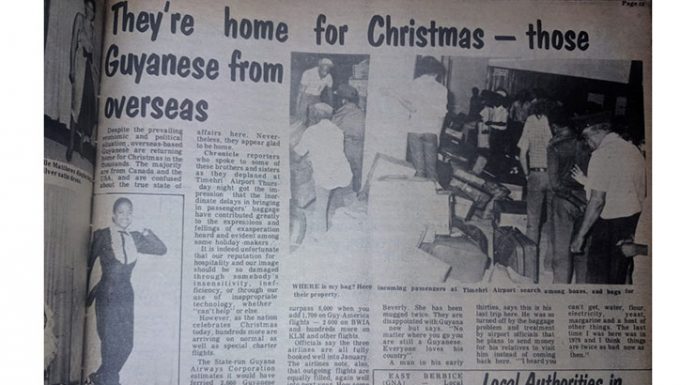 Page
They're home for Christmas — those
Guyanese from
overseas
Despite the prevailing
economic and political
situation, overseas-based
Guyanese are returning
home for Christmas in the
thousands. The majority
are from Canada and the
USA, and are confused
about the true state of
affairs here. Never-
theless, they appear glad
to be home.
Chronicle reporters
who spoke to some of
these brothers and sisters
as they deplaned at
Timehri Airport Thurs-
day night got the im-
pression that the inor-
dinate delays in bringing
in passengers' baggage
have contributed greatly
to the expressions and
fellings of exasperation
heard and evident among
some holiday-makers.
It is indeed unfortunate
that our reputation for
hospitality and our image
should be so damaged
through somebody's
insensitivity, inef-
ficiency, or through our
use of inappropriate
technology, whether
"can't help" or else.
However, as the nation
celebrates Christmas
today, hundreds more are
arriving on normal as
well as special charter
flights.
The State-run Guyana
Airways Corporation
estimates it would have
ferried
WHERE is my bag? Here incoming passengers at Timehri Airport search among boxes, and bags for
their property.
surpass 5,000 when you
add 1,700 on Guy-America
flights — 2 600 on BWIA
and hundreds more on
KLM and other flights.
Officials say the three
airlines are all fully
booked well into January.
The airlines note, also,
that outgoing flights are
equally filled, again well
Beverly. She has been
mugged twice. They are
disappointed with Guyana
now but says. "No
matter where you go you
are still a Guyanese.
Everyone loves his
country".
A man in his early
thirties, says this is his
last trip here. He was so
turned off by the baggage
problem and treatment
by airport officials that
he plans to send money
for his relatives to visit
him instead of coming
back here. "I heard you
can't get, water, flour,
electricity, yeast,
margarine and a host of
other things. The last
time I was here was in
1978 and I think things
are twice as bad now as
then."
EAST BERBICE
(GNA) Local
Local Authorities in